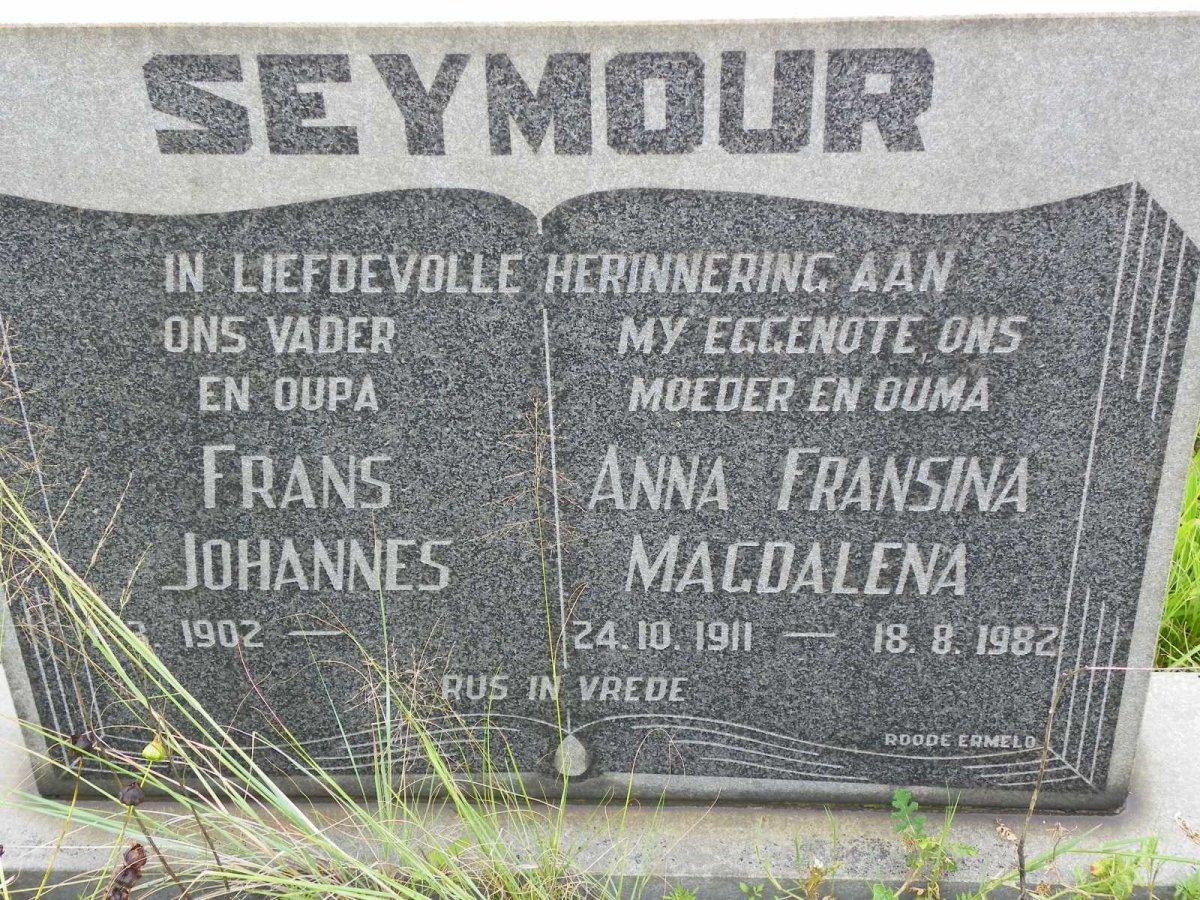 SEYMOUR
IN LIEFDEVOLLE HERINNERING AAN
ONS VADER
EN OUPA
FRANS
JOHANNES
1902 —
MY EGGENOTE, ONS
MOEDER EN OUMA
ANNA FRANSINA
MAGDALENA
24.10.1911 — 18.8.1982
RUS IN VREDE
ROODE ERMELO